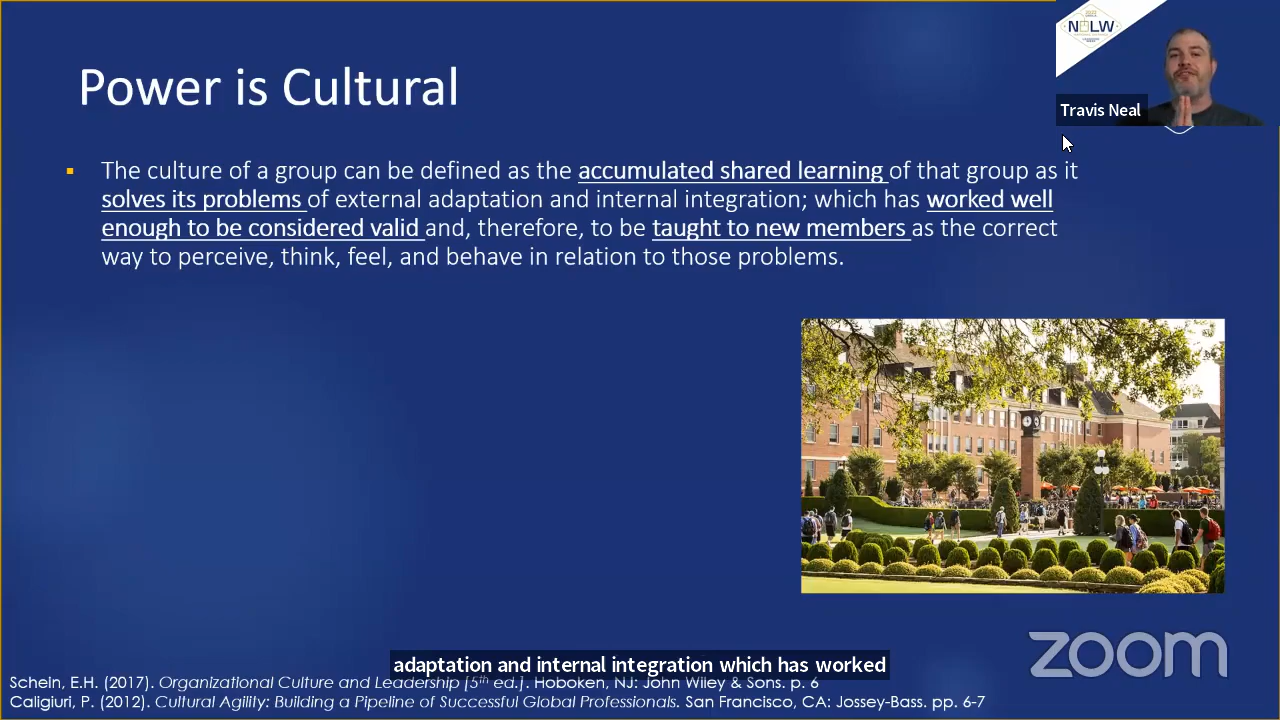 NOLW
Travis Neal
Power is Cultural
The culture of a group can be defined as the accumulated shared learning of that group as it
solves its problems of external adaptation and internal integration; which has worked well
enough to be considered valid and, therefore, to be taught to new members as the correct
way to perceive, think, feel, and behave in relation to those problems.
zoom
adaptation and internal integration which has worked
Schein, E.H. (2017). Organizational Culture and Leadership [5th ed.]. Hoboken, NJ: John Wiley & Sons. p. 6
Caligiuri, P. (2012). Cultural Agility: Building a Pipeline of Successful Global Professionals. San Francisco, CA: Jossey-Bass. pp. 6-7